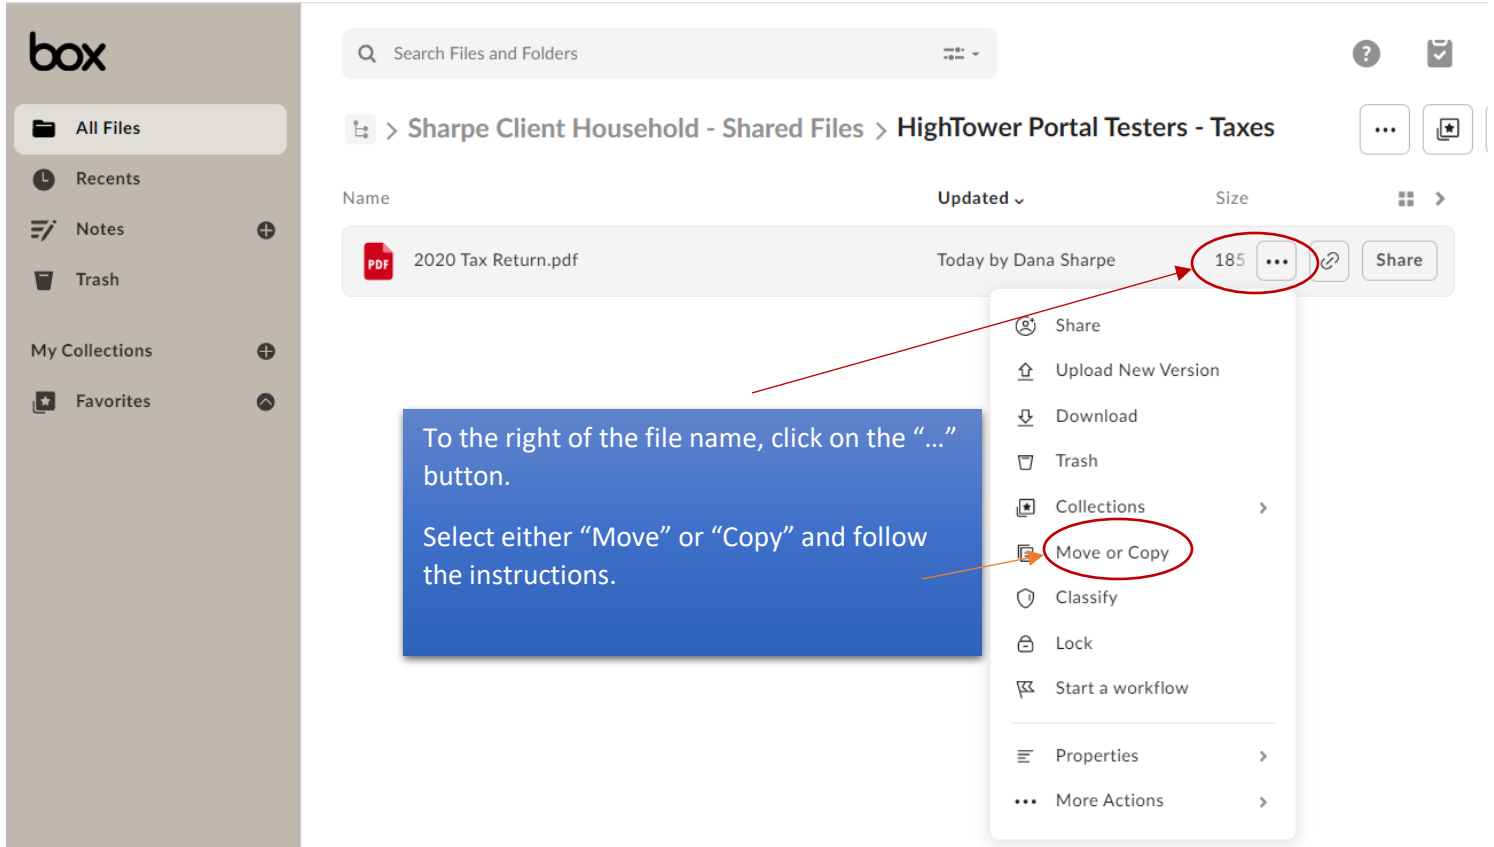 box
Search Files and Folders
All Files
Recents
Notes
Trash
My Collections
Favorites
> Sharpe Client Household - Shared Files > HighTower Portal Testers - Taxes
Name Updated Size
PDF 2020 Tax Return.pdf Today by Dana Sharpe 185 ... Share
Share
Upload New Version
Download
Trash
Collections
Move or Copy
Classify
Lock
Start a workflow
Properties
More Actions
To the right of the file name, click on the “...”
button.
Select either “Move” or “Copy” and follow
the instructions.